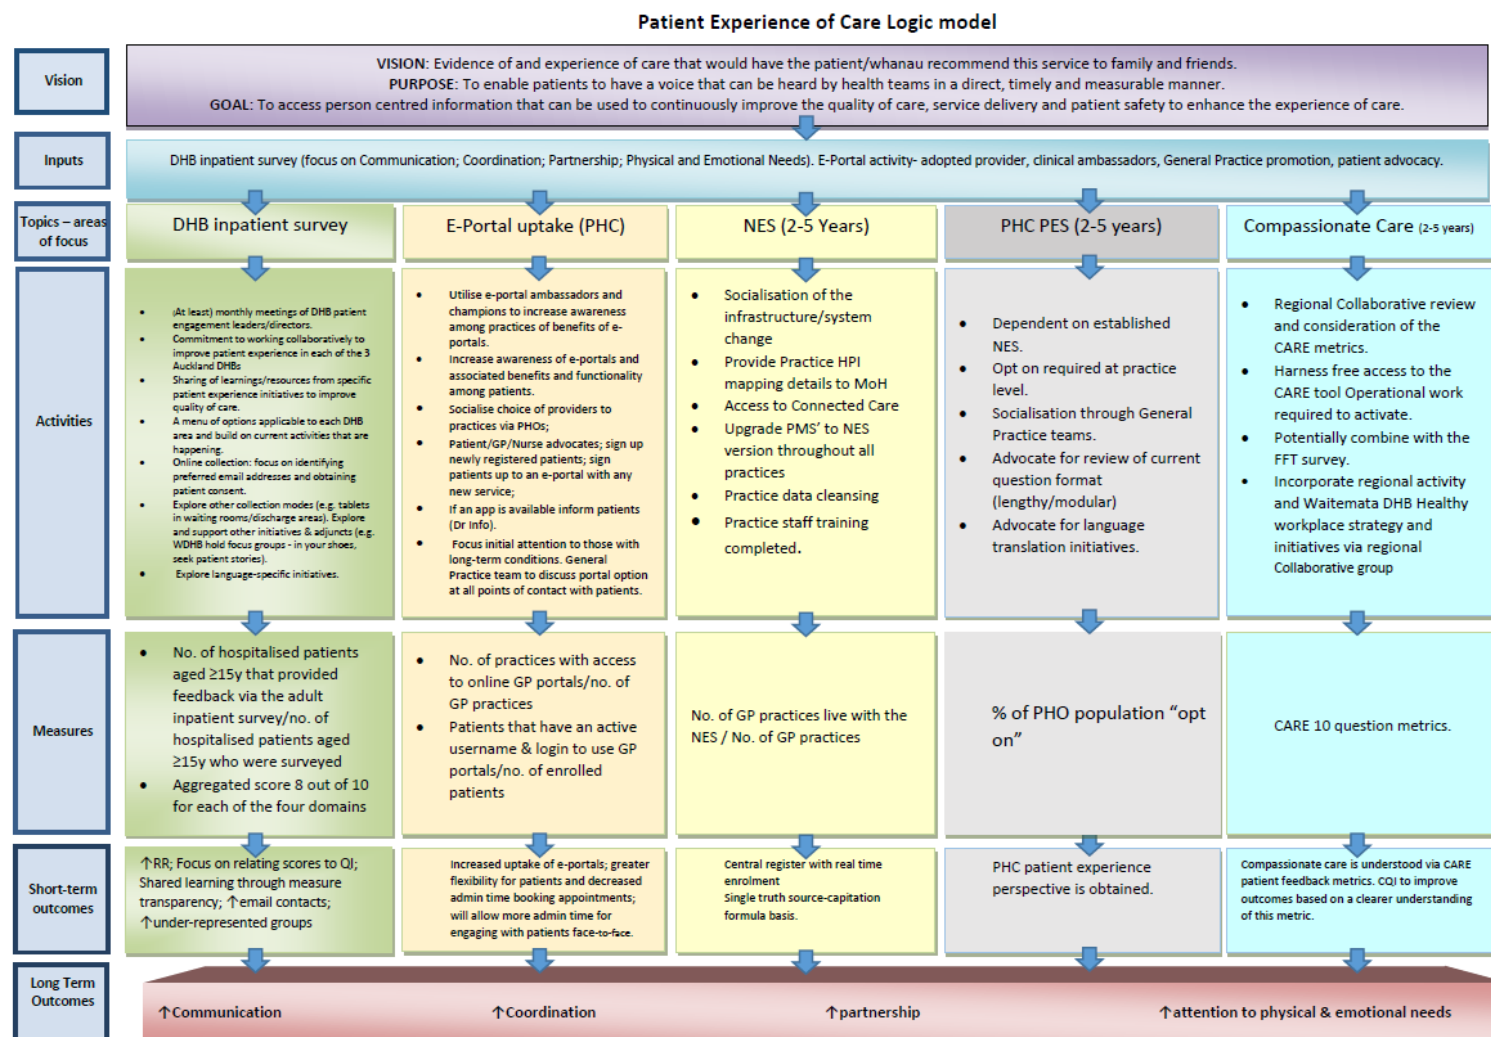 Patient Experience of Care Logic model
Vision
VISION: Evidence of and experience of care that would have the patient/whanau recommend this service to family and friends.
PURPOSE: To enable patients to have a voice that can be heard by health teams in a direct, timely and measurable manner.
GOAL: To access person centred information that can be used to continuously improve the quality of care, service delivery and patient safety to enhance the experience of care.
Inputs
DHB inpatient survey (focus on Communication; Coordination; Partnership; Physical and Emotional Needs). E-Portal activity- adopted provider, clinical ambassadors, General Practice promotion, patient advocacy.
Topics – areas
of focus
DHB inpatient survey
E-Portal uptake (PHC)
NES (2-5 Years)
PHC PES (2-5 years)
Compassionate Care (2-5 years)
Activities
• (At least) monthly meetings of DHB patient
engagement leaders/directors.
• Commitment to working collaboratively to
improve patient experience in each of the 3
Auckland DHBs
• Sharing of learnings/resources from specific
patient experience initiatives to improve
quality of care.
• A menu of options applicable to each DHB
area and build on current activities that are
happening.
• Online collection: focus on identifying
preferred email addresses and obtaining
patient consent.
• Explore other collection modes (e.g. tablets
in waiting rooms/discharge areas). Explore
and support other initiatives & adjuncts (e.g.
WDHB hold focus groups - in your shoes,
seek patient stories).
• Explore language-specific initiatives.
• Utilise e-portal ambassadors and
champions to increase awareness
among practices of benefits of e-
portals.
• Increase awareness of e-portals and
associated benefits and functionality
among patients.
• Socialise choice of providers to
practices via PHOs;
• Patient/GP/Nurse advocates; sign up
newly registered patients; sign
patients up to an e-portal with any
new service;
• If an app is available inform patients
(Dr Info).
• Focus initial attention to those with
long-term conditions. General
Practice team to discuss portal option
at all points of contact with patients.
• Socialisation of the
infrastructure/system
change
• Provide Practice HPI
mapping details to MoH
• Access to Connected Care
• Upgrade PMS’ to NES
version throughout all
practices
• Practice data cleansing
• Practice staff training
completed.
• Dependent on established
NES.
• Opt on required at practice
level.
• Socialisation through General
Practice teams.
• Advocate for review of current
question format
(lengthy/modular)
• Advocate for language
translation initiatives.
• Regional Collaborative review
and consideration of the
CARE metrics.
• Harness free access to the
CARE tool Operational work
required to activate.
• Potentially combine with the
FFT survey.
• Incorporate regional activity
and Waitemata DHB Healthy
workplace strategy and
initiatives via regional
Collaborative group
Measures
• No. of hospitalised patients
aged ≥15y that provided
feedback via the adult
inpatient survey/no. of
hospitalised patients aged
≥15y who were surveyed
• Aggregated score 8 out of 10
for each of the four domains
• No. of practices with access
to online GP portals/no. of
GP practices
• Patients that have an active
username & login to use GP
portals/no. of enrolled
patients
No. of GP practices live with the
NES / No. of GP practices
% of PHO population “opt
on”
CARE 10 question metrics.
Short-term
outcomes
↑RR; Focus on relating scores to QI;
Shared learning through measure
transparency; ↑email contacts;
↑under-represented groups
Increased uptake of e-portals; greater
flexibility for patients and decreased
admin time booking appointments;
will allow more admin time for
engaging with patients face-to-face.
Central register with real time
enrolment
Single truth source-capitation
formula basis.
PHC patient experience
perspective is obtained.
Compassionate care is understood via CARE
patient feedback metrics. CQI to improve
outcomes based on a clearer understanding
of this metric.
Long Term
Outcomes
↑Communication
↑Coordination
↑partnership
↑attention to physical & emotional needs